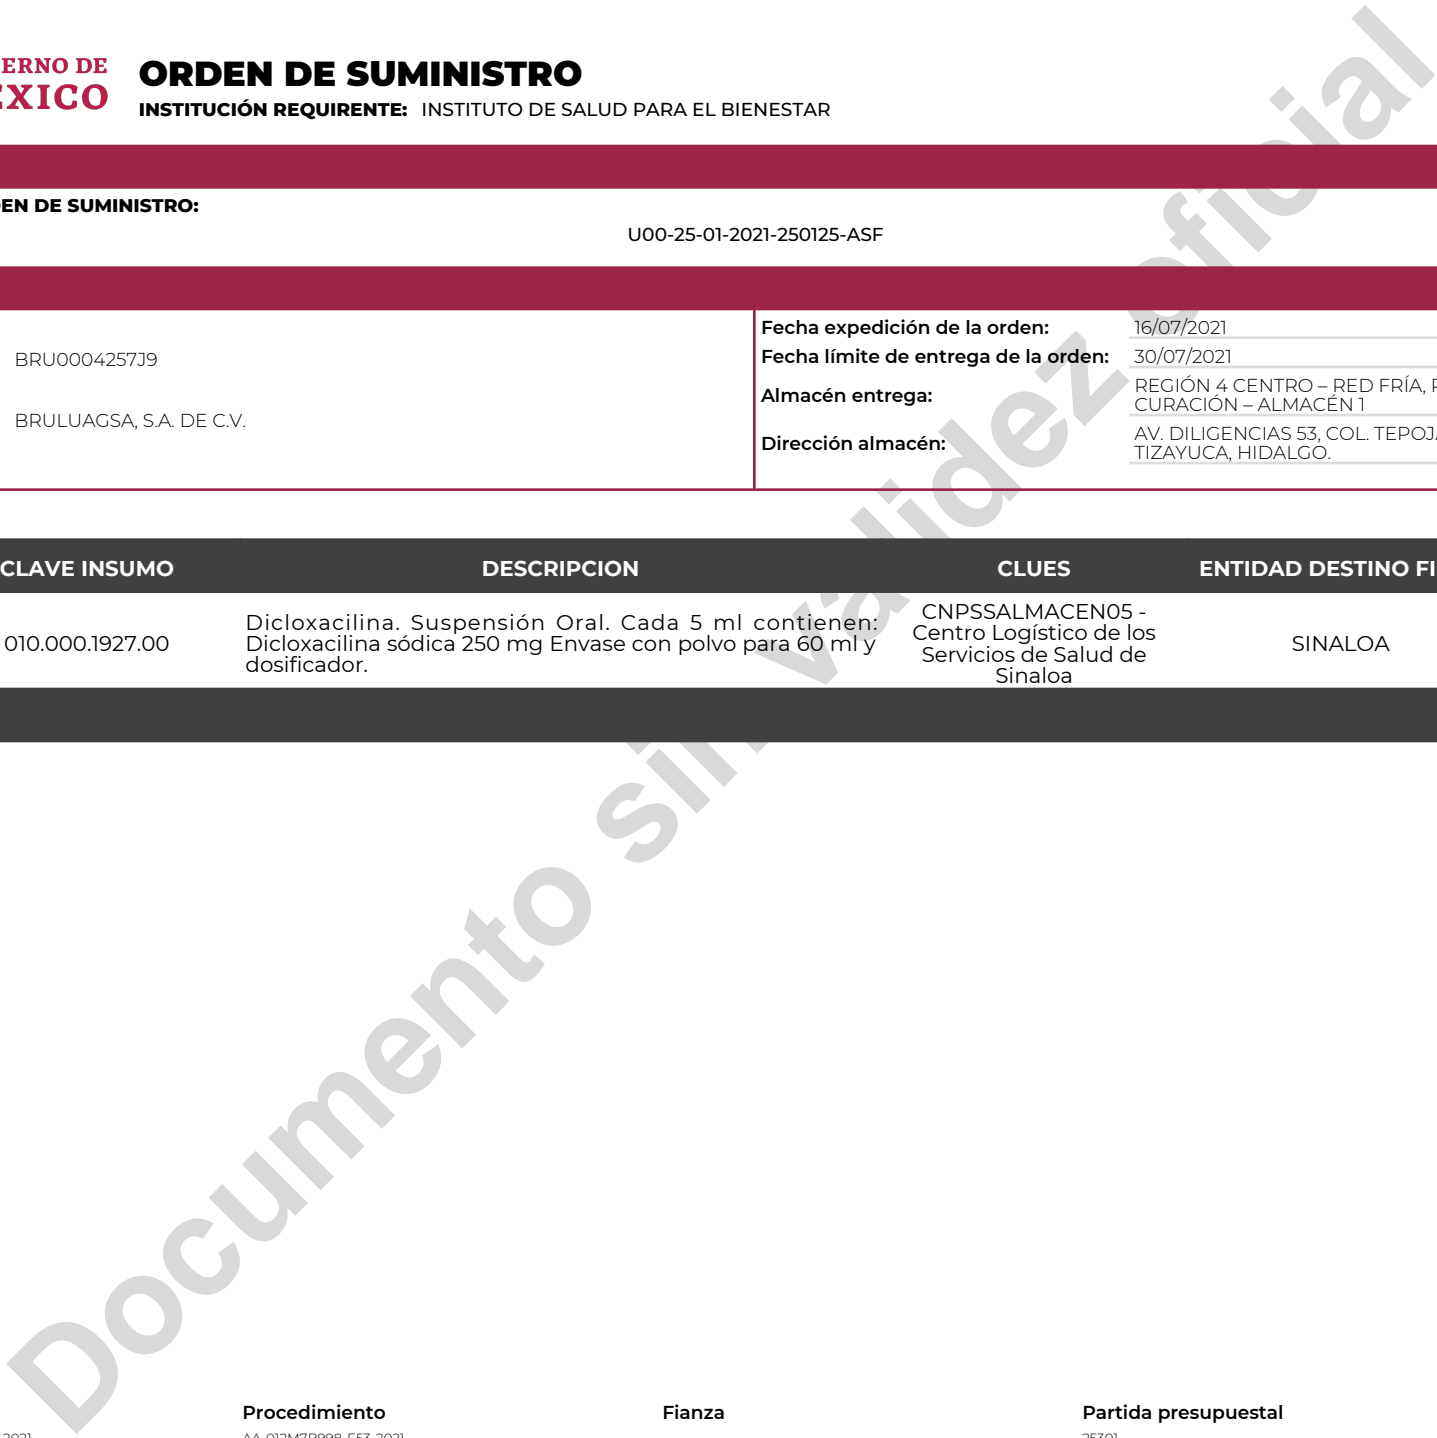 ERNO DE
ÉXICO
ORDEN DE SUMINISTRO
INSTITUCIÓN REQUIRENTE: INSTITUTO DE SALUD PARA EL BIENESTAR
EN DE SUMINISTRO:
U00-25-01-2021-250125-ASF
BRU0004257J9
BRULUAGSA, S.A. DE C.V.
Fecha expedición de la orden: 16/07/2021
Fecha límite de entrega de la orden: 30/07/2021
Almacén entrega: REGIÓN 4 CENTRO – RED FRÍA,
CURACIÓN – ALMACÉN 1
Dirección almacén: AV. DILIGENCIAS 53, COL. TEPOJ
TIZAYUCA, HIDALGO.
CLAVE INSUMO DESCRIPCION CLUES ENTIDAD DESTINO FI
010.000.1927.00
Dicloxacilina. Suspensión Oral. Cada 5 ml contienen:
Dicloxacilina sódica 250 mg Envase con polvo para 60 ml y
dosificador.
CNPSSALMACEN05 -
Centro Logístico de los
Servicios de Salud de
Sinaloa
SINALOA
Documento sin validez oficial
Procedimiento Fianza Partida presupuestal